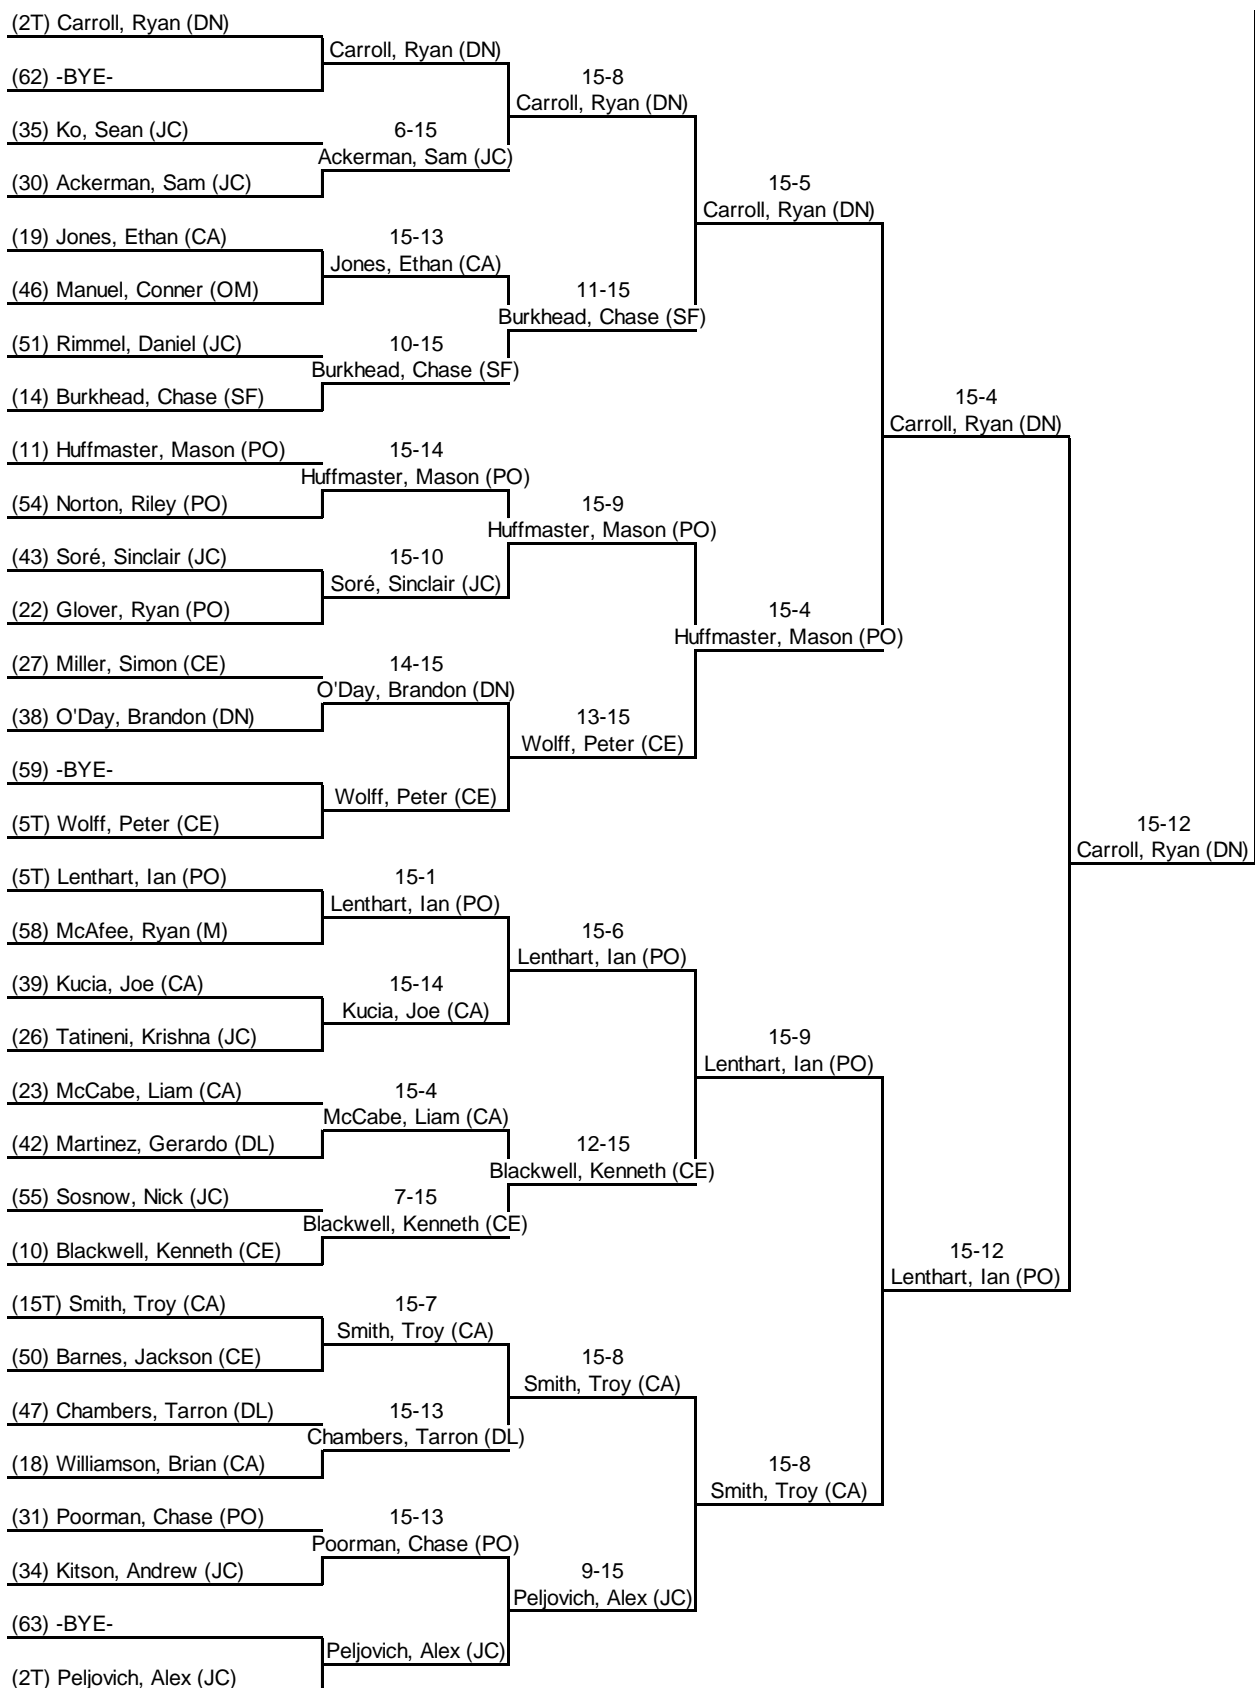 (2T) Carroll, Ryan (DN)
Carroll, Ryan (DN)
(62) -BYE-
15-8
Carroll, Ryan (DN)
(35) Ko, Sean (JC)
6-15
Ackerman, Sam (JC)
(30) Ackerman, Sam (JC)
15-5
Carroll, Ryan (DN)
(19) Jones, Ethan (CA)
15-13
Jones, Ethan (CA)
(46) Manuel, Conner (OM)
11-15
Burkhead, Chase (SF)
(51) Rimmel, Daniel (JC)
10-15
Burkhead, Chase (SF)
(14) Burkhead, Chase (SF)
15-4
Carroll, Ryan (DN)
(11) Huffmaster, Mason (PO)
15-14
Huffmaster, Mason (PO)
(54) Norton, Riley (PO)
15-9
Huffmaster, Mason (PO)
(43) Soré, Sinclair (JC)
15-10
Soré, Sinclair (JC)
(22) Glover, Ryan (PO)
15-4
Huffmaster, Mason (PO)
(27) Miller, Simon (CE)
14-15
O'Day, Brandon (DN)
(38) O'Day, Brandon (DN)
13-15
Wolff, Peter (CE)
(59) -BYE-
Wolff, Peter (CE)
(5T) Wolff, Peter (CE)
15-12
Carroll, Ryan (DN)
(5T) Lenthart, Ian (PO)
15-1
Lenthart, Ian (PO)
(58) McAfee, Ryan (M)
15-6
Lenthart, Ian (PO)
(39) Kucia, Joe (CA)
15-14
Kucia, Joe (CA)
(26) Tatineni, Krishna (JC)
15-9
Lenthart, Ian (PO)
(23) McCabe, Liam (CA)
15-4
McCabe, Liam (CA)
(42) Martinez, Gerardo (DL)
12-15
Blackwell, Kenneth (CE)
(55) Sosnow, Nick (JC)
7-15
Blackwell, Kenneth (CE)
(10) Blackwell, Kenneth (CE)
15-12
Lenthart, Ian (PO)
(15T) Smith, Troy (CA)
15-7
Smith, Troy (CA)
(50) Barnes, Jackson (CE)
15-8
Smith, Troy (CA)
(47) Chambers, Tarron (DL)
15-13
Chambers, Tarron (DL)
(18) Williamson, Brian (CA)
15-8
Smith, Troy (CA)
(31) Poorman, Chase (PO)
15-13
Poorman, Chase (PO)
(34) Kitson, Andrew (JC)
9-15
Peljovich, Alex (JC)
(63) -BYE-
Peljovich, Alex (JC)
(2T) Peljovich, Alex (JC)